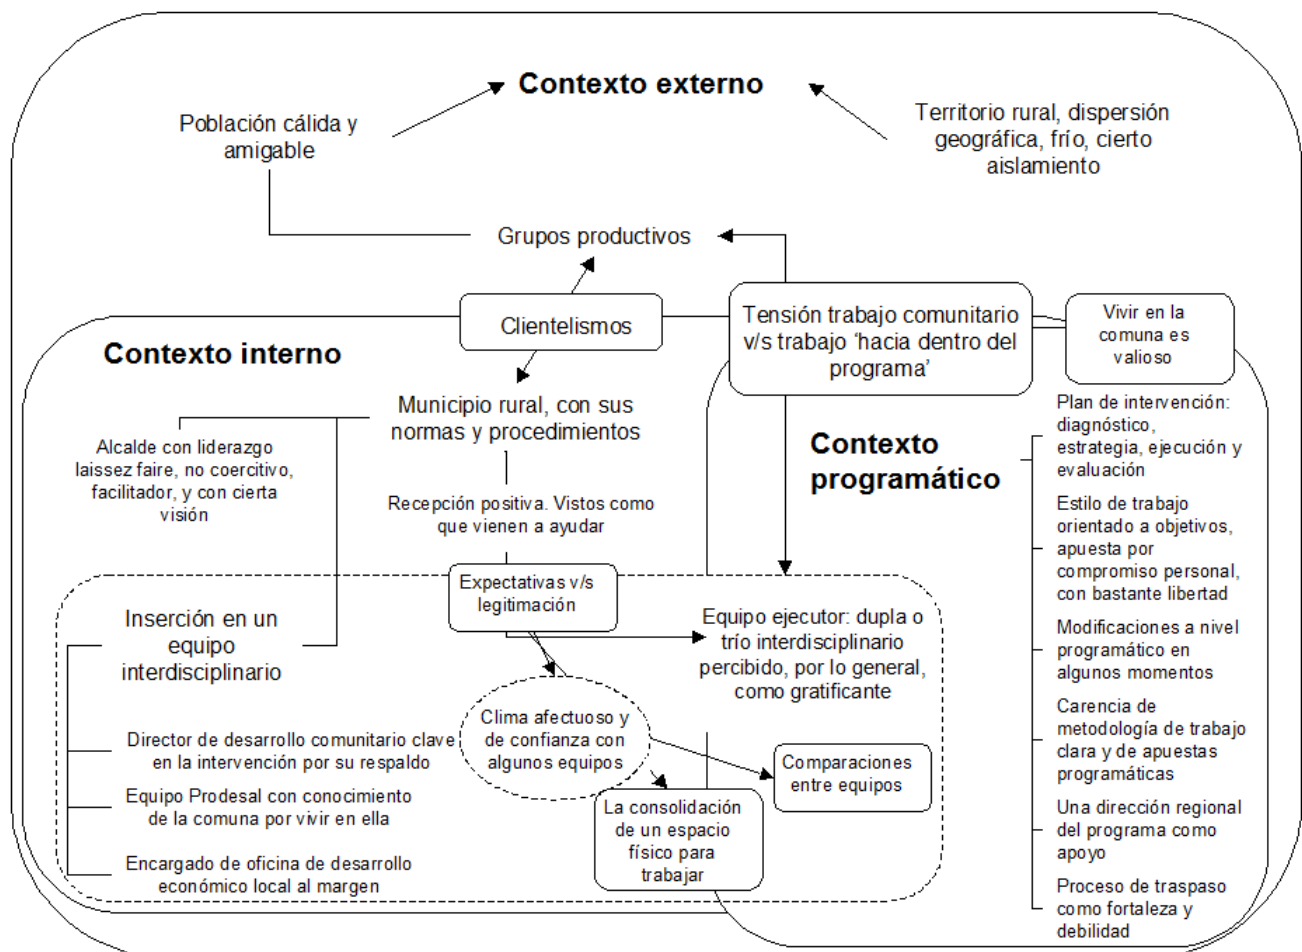 Contexto externo
Población cálida y
amigable
Territorio rural, dispersión
geográfica, frío, cierto
aislamiento
Grupos productivos
Clientelismos
Tensión trabajo comunitario
v/s trabajo ‘hacia dentro del
programa’
Vivir en la
comuna es
valioso
Contexto interno
Municipio rural, con sus
normas y procedimientos
Alcalde con liderazgo
laissez faire, no coercitivo,
facilitador, y con cierta
visión
Recepción positiva. Vistos como
que vienen a ayudar
Expectativas v/s
legitimación
Inserción en un
equipo
interdisciplinario
Equipo ejecutor: dupla o
trío interdisciplinario
percibido, por lo general,
como gratificante
Clima afectuoso y
de confianza con
algunos equipos
Director de desarrollo comunitario clave
en la intervención por su respaldo
Equipo Prodesal con conocimiento
de la comuna por vivir en ella
Encargado de oficina de desarrollo
económico local al margen
Comparaciones
entre equipos
La consolidación
de un espacio
físico para
trabajar
Contexto
programático
Plan de intervención:
diagnóstico,
estrategia, ejecución y
evaluación
Estilo de trabajo
orientado a objetivos,
apuesta por
compromiso personal,
con bastante libertad
Modificaciones a nivel
programático en
algunos momentos
Carencia de
metodología de trabajo
clara y de apuestas
programáticas
Una dirección regional
del programa como
apoyo
Proceso de traspaso
como fortaleza y
debilidad